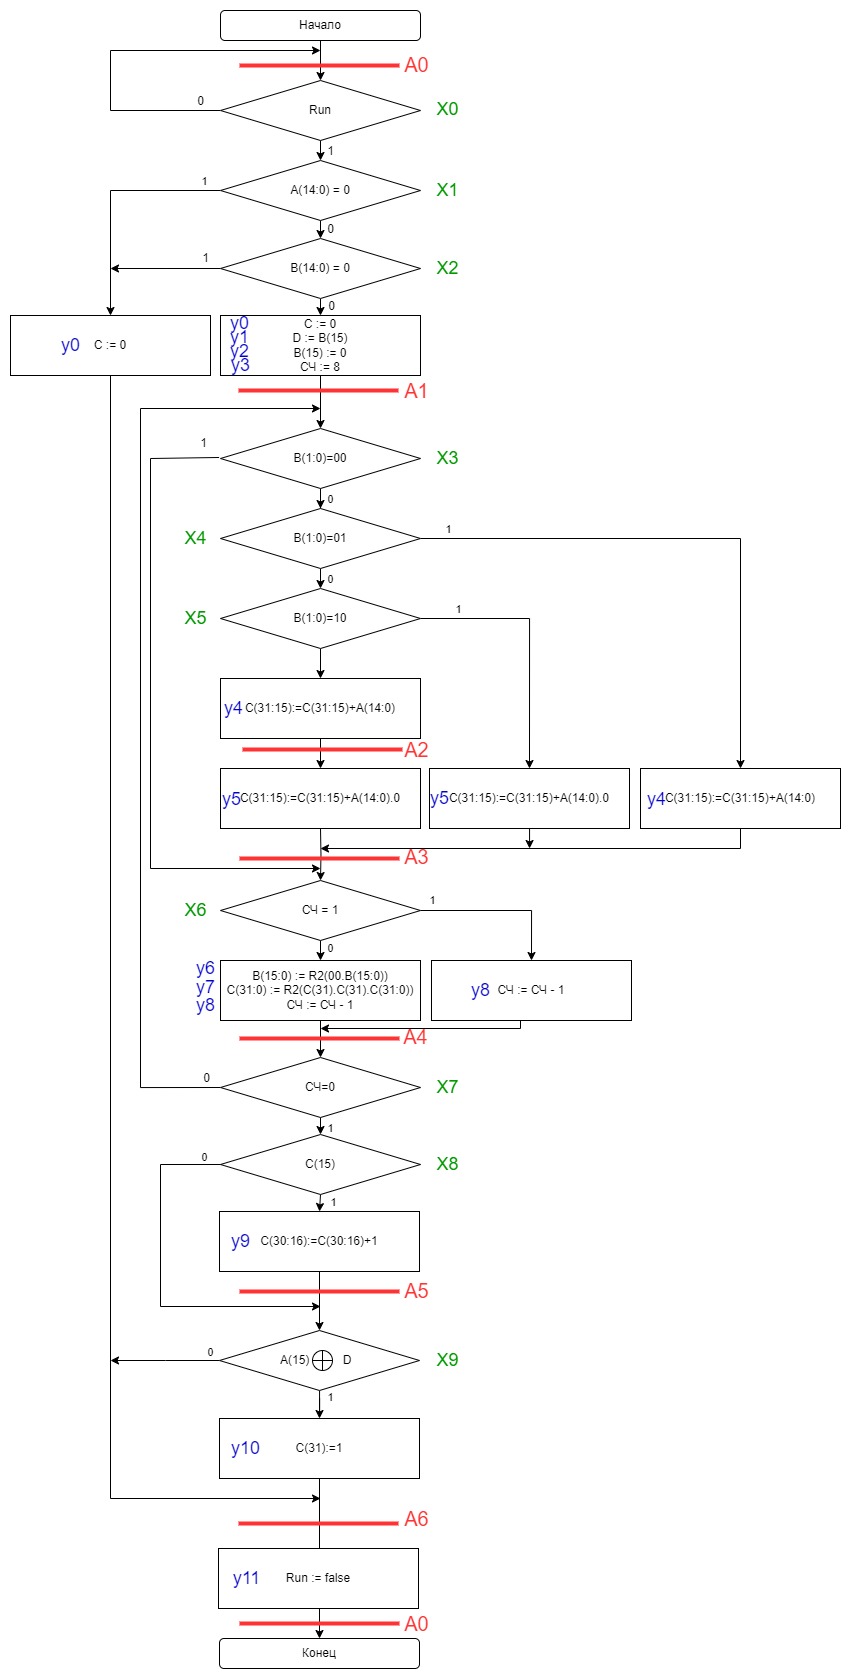 Начало
A0
0
Run
X0
1
1
A(14:0) = 0
X1
0
1
B(14:0) = 0
X2
0
y0 C := 0
y0 C := 0
y1 D := B(15)
y2 B(15) := 0
y3 СЧ := 8
A1
1
B(1:0)=00
X3
0
X4
B(1:0)=01
1
0
X5
B(1:0)=10
1
y4 C(31:15):=C(31:15)+A(14:0)
A2
y5 C(31:15):=C(31:15)+A(14:0).0
y5 C(31:15):=C(31:15)+A(14:0).0
y4 C(31:15):=C(31:15)+A(14:0)
A3
X6
СЧ = 1
1
0
y6 B(15:0) := R2(00.B(15:0))
y7 C(31:0) := R2(C(31).C(31).C(31:0))
y8 СЧ := СЧ - 1
y8 СЧ := СЧ - 1
A4
0
СЧ=0
X7
1
0
C(15)
X8
1
y9 C(30:16):=C(30:16)+1
A5
0
A(15) ⊕ D
X9
1
y10 C(31):=1
A6
y11 Run := false
A0
Конец